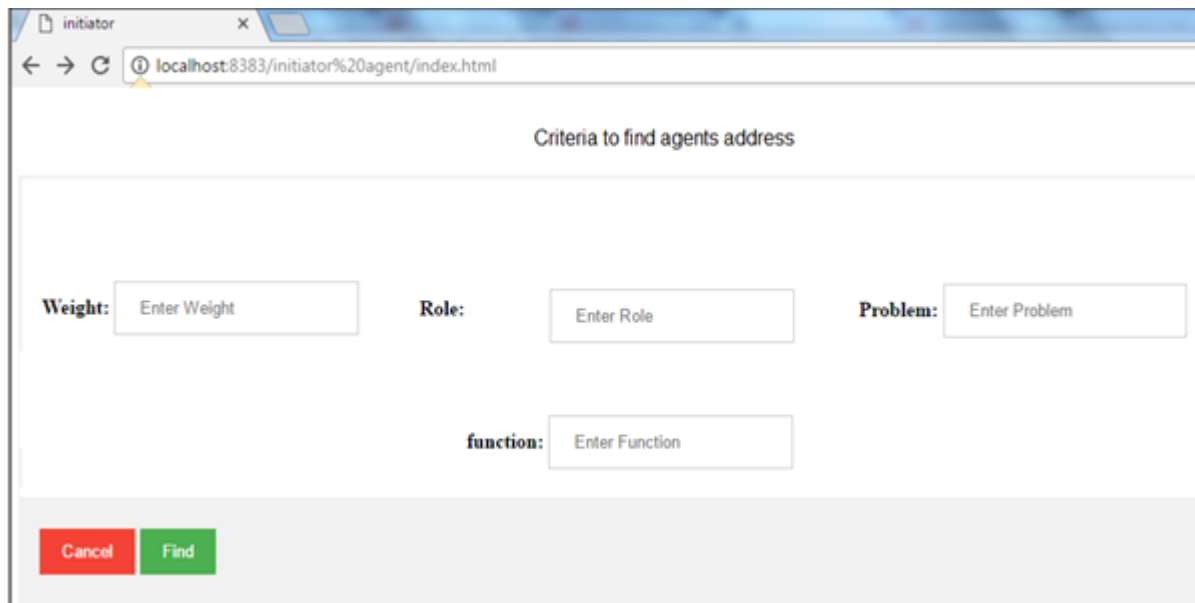 initiator
localhost:8383/initiator%20agent/index.html
Criteria to find agents address
Weight: Enter Weight Role: Enter Role Problem: Enter Problem
function: Enter Function
Cancel Find